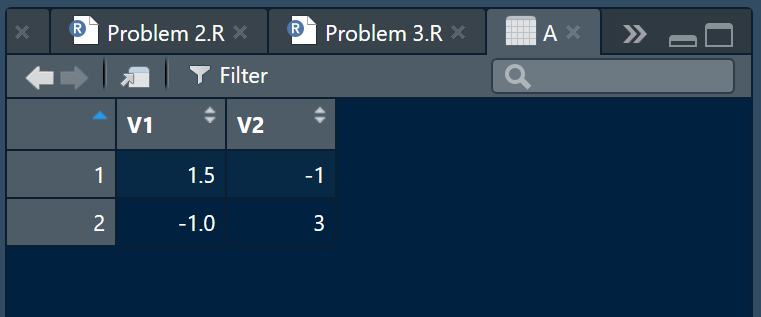 Problem 2.R Problem 3.R A
Filter
V1 V2
1 1.5 -1
2 -1.0 3